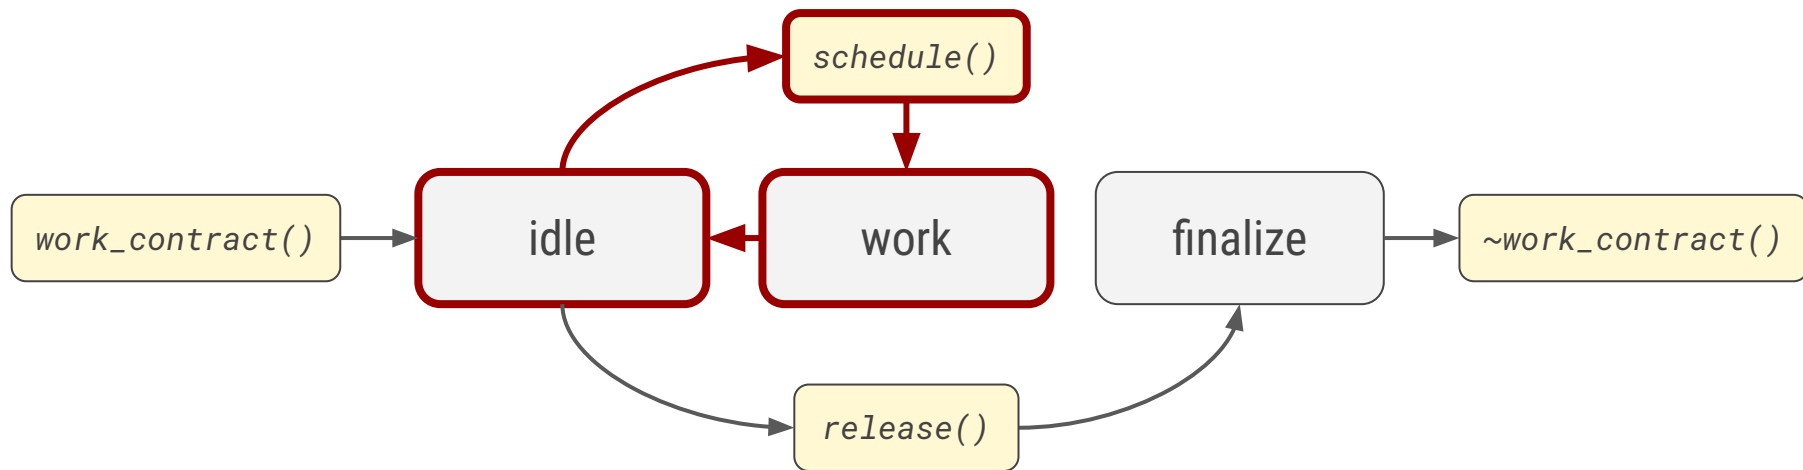 schedule()
work_contract()
idle
work
finalize
~work_contract()
release()